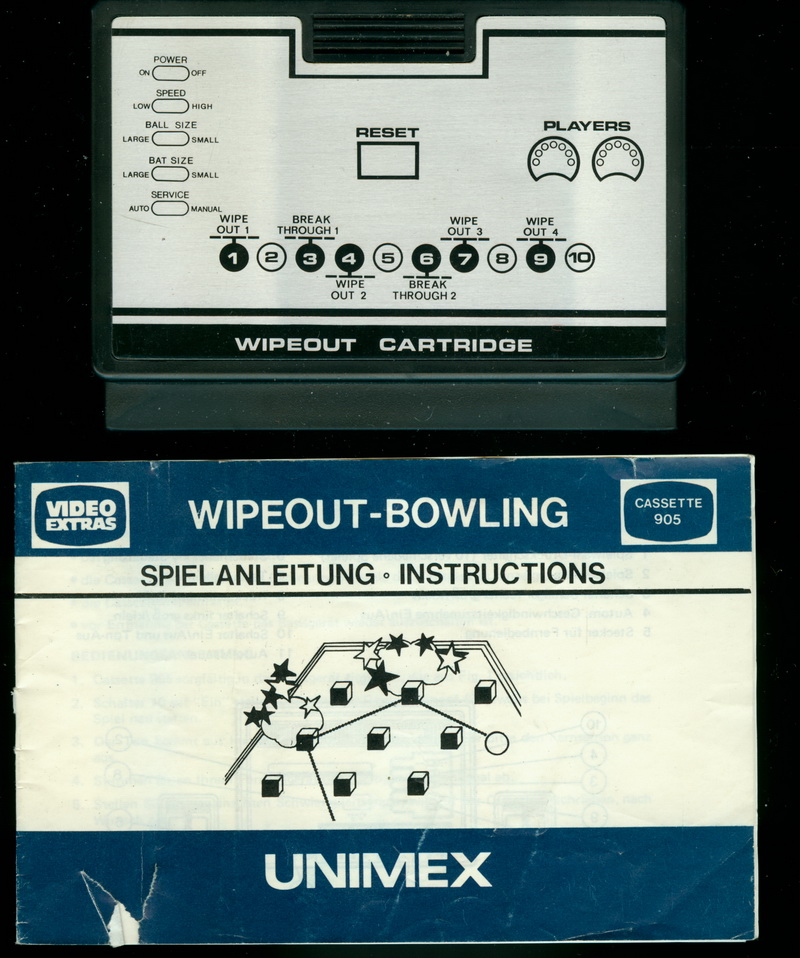 POWER
ON OFF
SPEED
LOW HIGH
BALL SIZE
LARGE SMALL
BAT SIZE
LARGE SMALL
SERVICE
AUTO MANUAL
RESET
PLAYERS
WIPE OUT 1
BREAK THROUGH 1
WIPE OUT 3
WIPE OUT 4
1 2 3 4 5 6 7 8 9 10
WIPE OUT 2
BREAK THROUGH 2
WIPEOUT CARTRIDGE
VIDEO EXTRAS
WIPEOUT-BOWLING
CASSETTE 905
SPIELANLEITUNG ∘ INSTRUCTIONS
UNIMEX